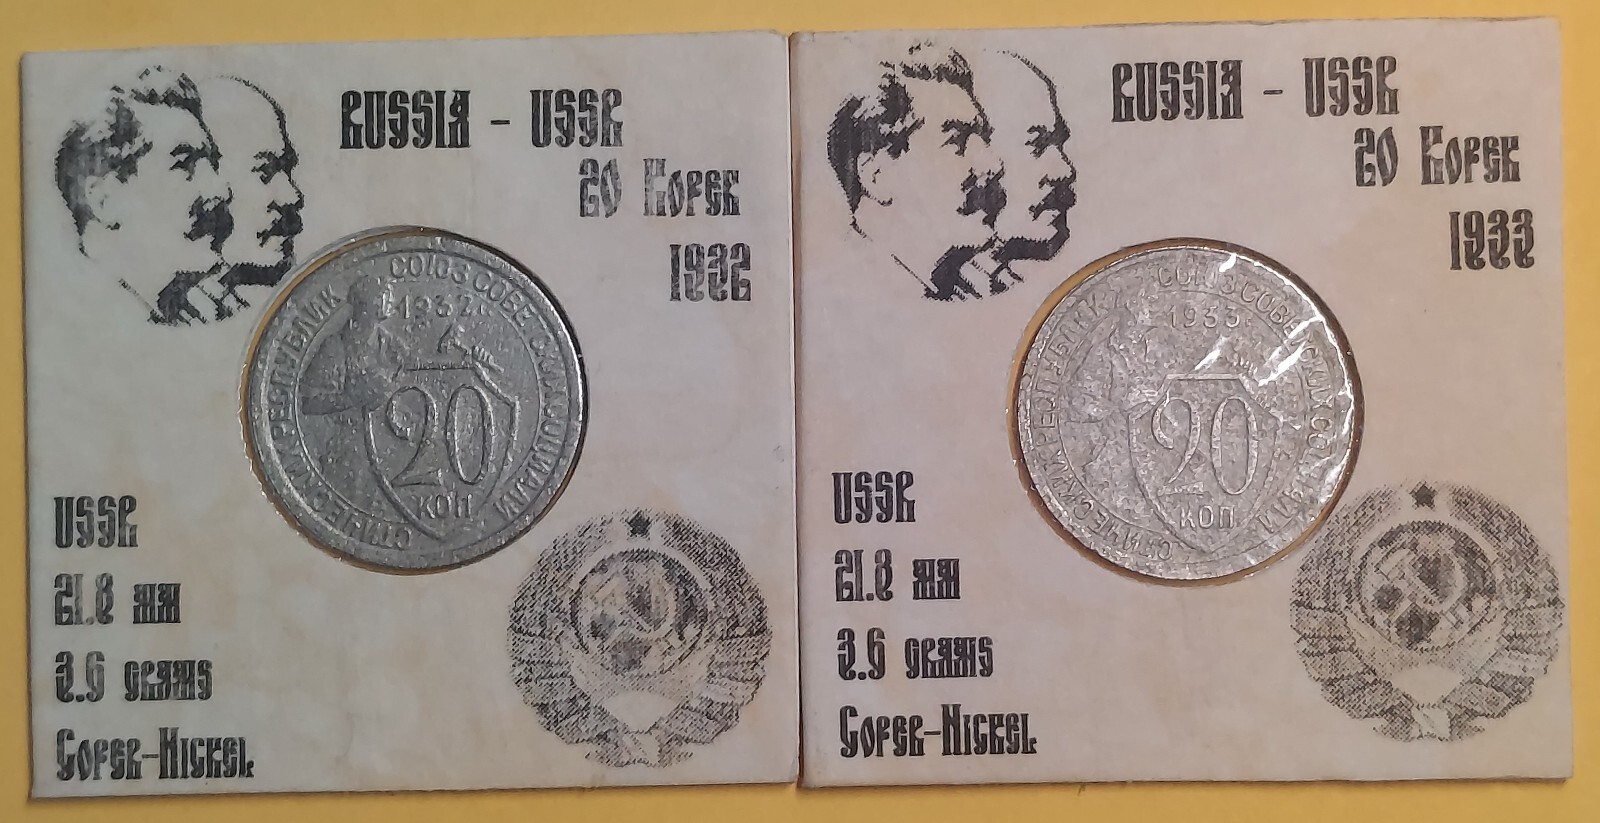 RUSSIA - USSR
20 KOPEK
1932
СОЮЗ СОВЕТСКИХ СОЦИАЛИСТИЧЕСКИХ РЕСПУБЛИК
1932
20
КОП
USSR
21.8 MM
3.6 GRAMS
COPER-NICKEL
RUSSIA - USSR
20 KOPEK
1933
СОЮЗ СОВЕТСКИХ СОЦИАЛИСТИЧЕСКИХ РЕСПУБЛИК
1933
20
КОП
USSR
21.8 MM
3.6 GRAMS
COPER-NICKEL